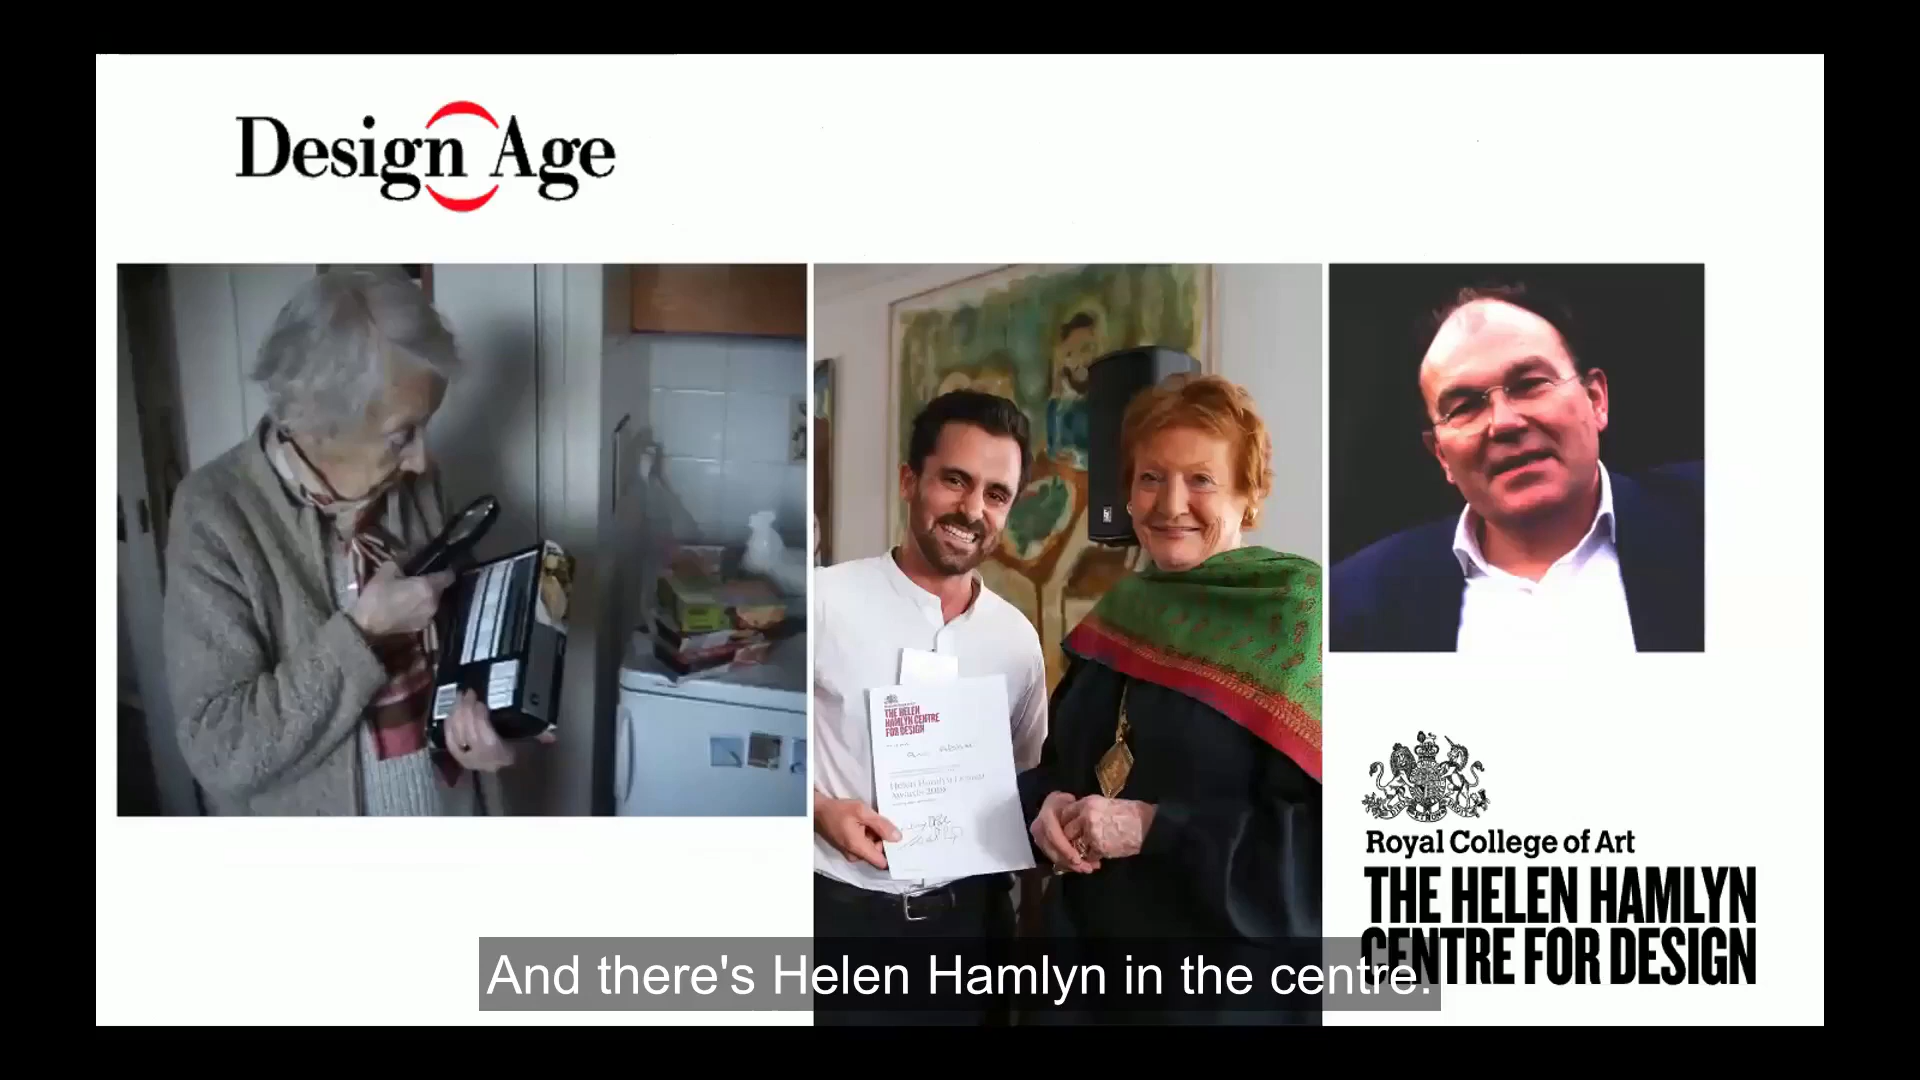 Design Age
THE HELEN
HAMLYN CENTRE
FOR DESIGN
Royal College of Art
THE HELEN HAMLYN
CENTRE FOR DESIGN
And there's Helen Hamlyn in the centre.